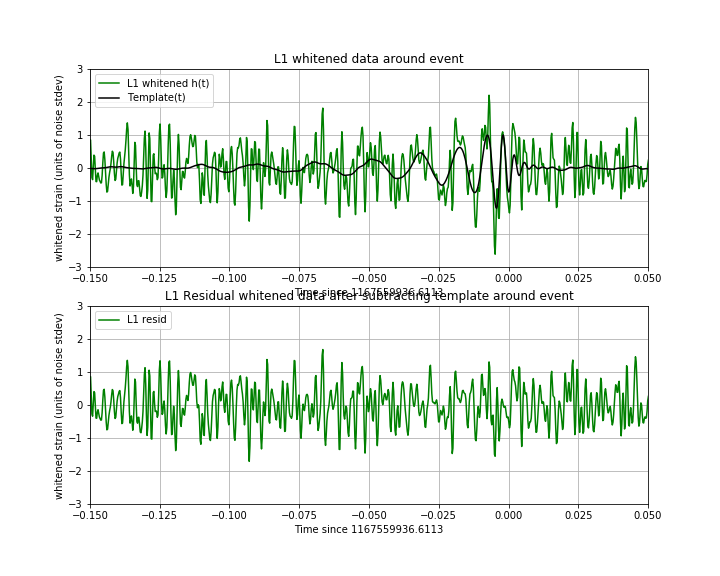 L1 whitened data around event
whitened strain (units of noise stdev)
3
2
1
0
−1
−2
−3
L1 whitened h(t)
Template(t)
−0.150 −0.125 −0.100 −0.075 −0.050 −0.025 0.000 0.025 0.050
Time since 1167559936.6113
L1 Residual whitened data after subtracting template around event
whitened strain (units of noise stdev)
3
2
1
0
−1
−2
−3
L1 resid
−0.150 −0.125 −0.100 −0.075 −0.050 −0.025 0.000 0.025 0.050
Time since 1167559936.6113